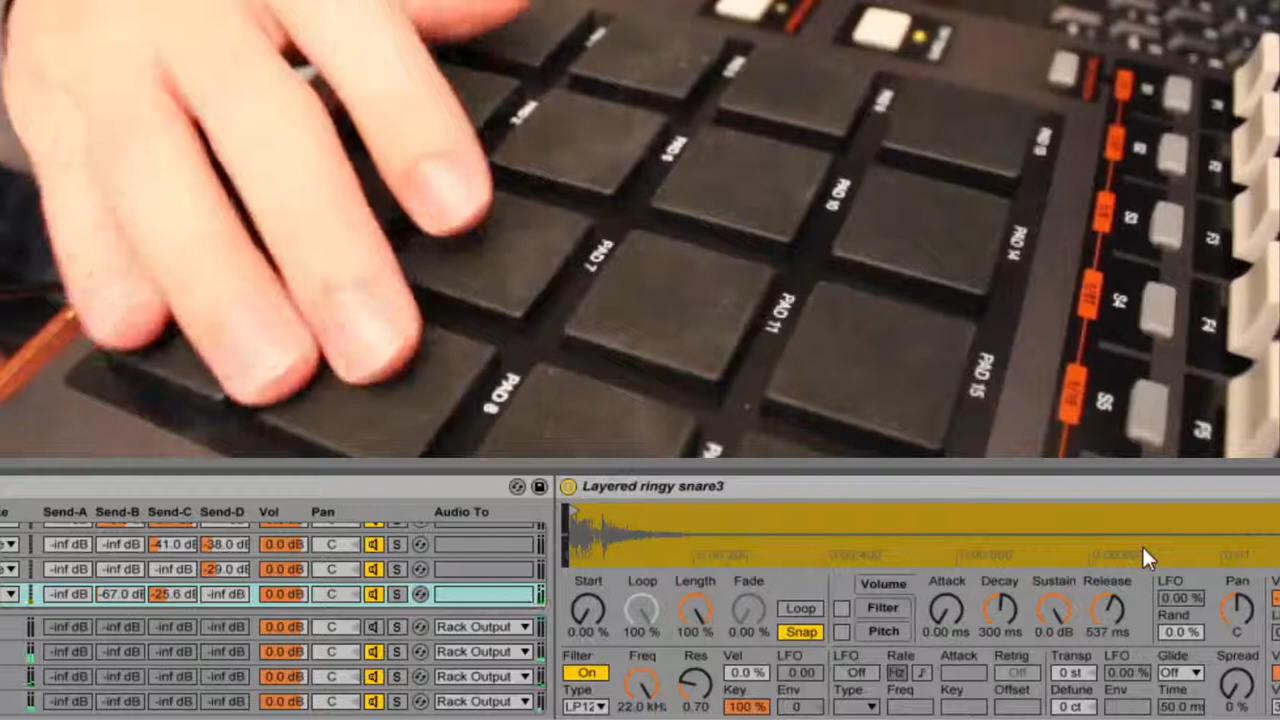 PAD 6
PAD 10
PAD 14
PAD 7
PAD 11
PAD 15
PAD 8
S3
S4
S5
F3
F4
F5
Layered ringy snare3
Send-A Send-B Send-C Send-D Vol Pan Audio To
-inf dB -inf dB -41.0 dB -38.0 dB 0.0 dB C S
-inf dB -inf dB -inf dB -29.0 dB 0.0 dB C S
-inf dB -67.0 dB -25.6 dB -inf dB 0.0 dB C S
-inf dB -inf dB -inf dB -inf dB 0.0 dB C S Rack Output
-inf dB -inf dB -inf dB -inf dB 0.0 dB C S Rack Output
-inf dB -inf dB -inf dB -inf dB 0.0 dB C S Rack Output
-inf dB -inf dB -inf dB -inf dB 0.0 dB C S Rack Output
Start Loop Length Fade
0.00 % 100 % 100 % 0.00 %
Loop
Snap
Volume
Filter
Pitch
Attack Decay Sustain Release
0.00 ms 300 ms 0.0 dB 537 ms
LFO
0.00 %
Rand
0.0 %
Pan
C
Filter Freq Res Vel LFO
On 0.0 % 0.00
Type Key Env
LP12 22.0 kHz 0.70 100 % 0
LFO Rate Attack Retrig
Off Hz Off
Type Freq Key Offset
Transp LFO Glide Spread
0 st 0.00 % Off
Detune Env Time
0 ct 50.0 ms 0 %